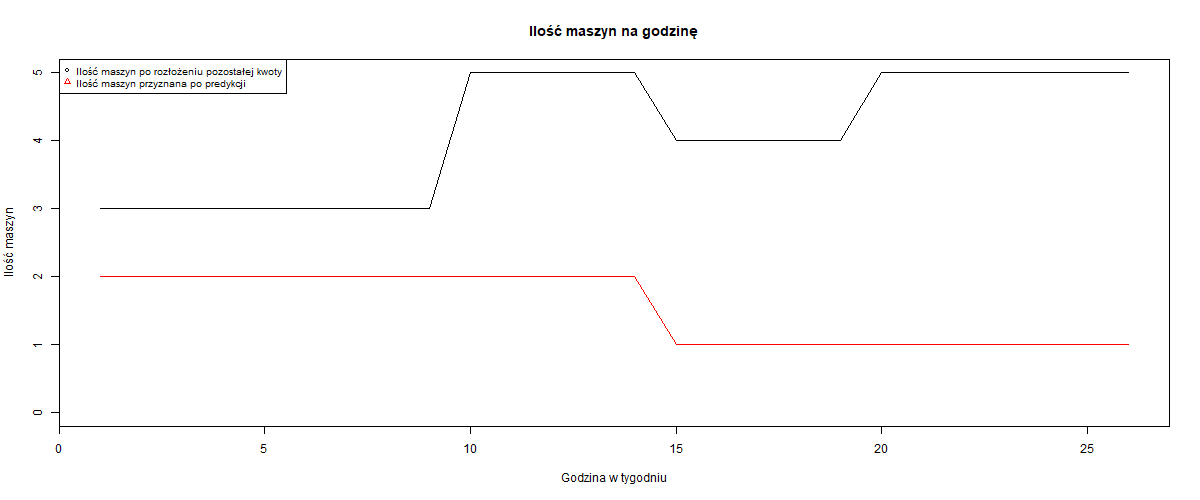 Ilość maszyn na godzinę
Ilość maszyn po rozłożeniu pozostałej kwoty
Ilość maszyn przyznana po predykcji
Ilość maszyn
5
4
3
2
1
0
0 5 10 15 20 25
Godzina w tygodniu